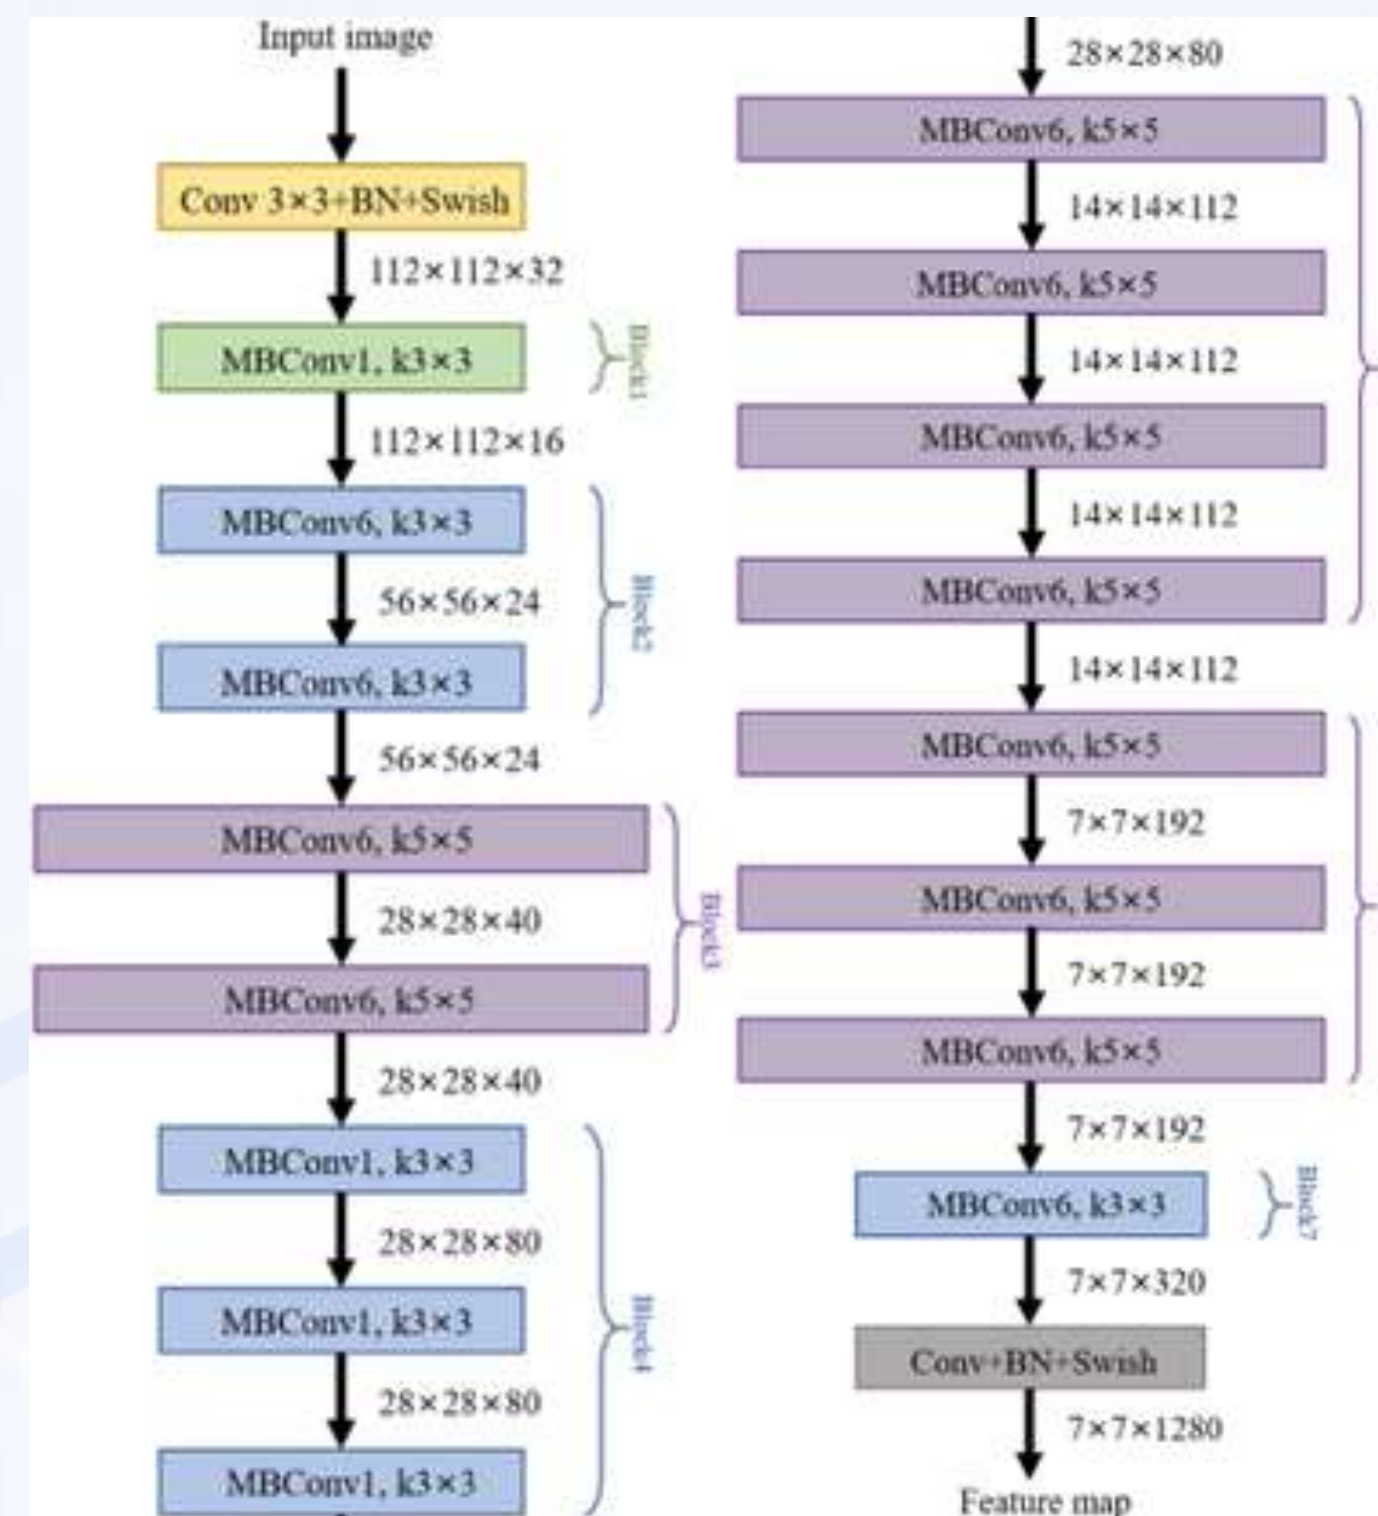 Input image
Conv 3×3+BN+Swish
112×112×32
MBConv1, k3×3
Block1
112×112×16
MBConv6, k3×3
56×56×24
Block2
MBConv6, k3×3
56×56×24
MBConv6, k5×5
28×28×40
Block3
MBConv6, k5×5
28×28×40
MBConv1, k3×3
28×28×80
MBConv1, k3×3
Block4
28×28×80
MBConv1, k3×3
28×28×80
MBConv6, k5×5
14×14×112
MBConv6, k5×5
14×14×112
MBConv6, k5×5
14×14×112
MBConv6, k5×5
14×14×112
MBConv6, k5×5
7×7×192
MBConv6, k5×5
7×7×192
MBConv6, k5×5
7×7×192
MBConv6, k3×3
Block7
7×7×320
Conv+BN+Swish
7×7×1280
Feature map